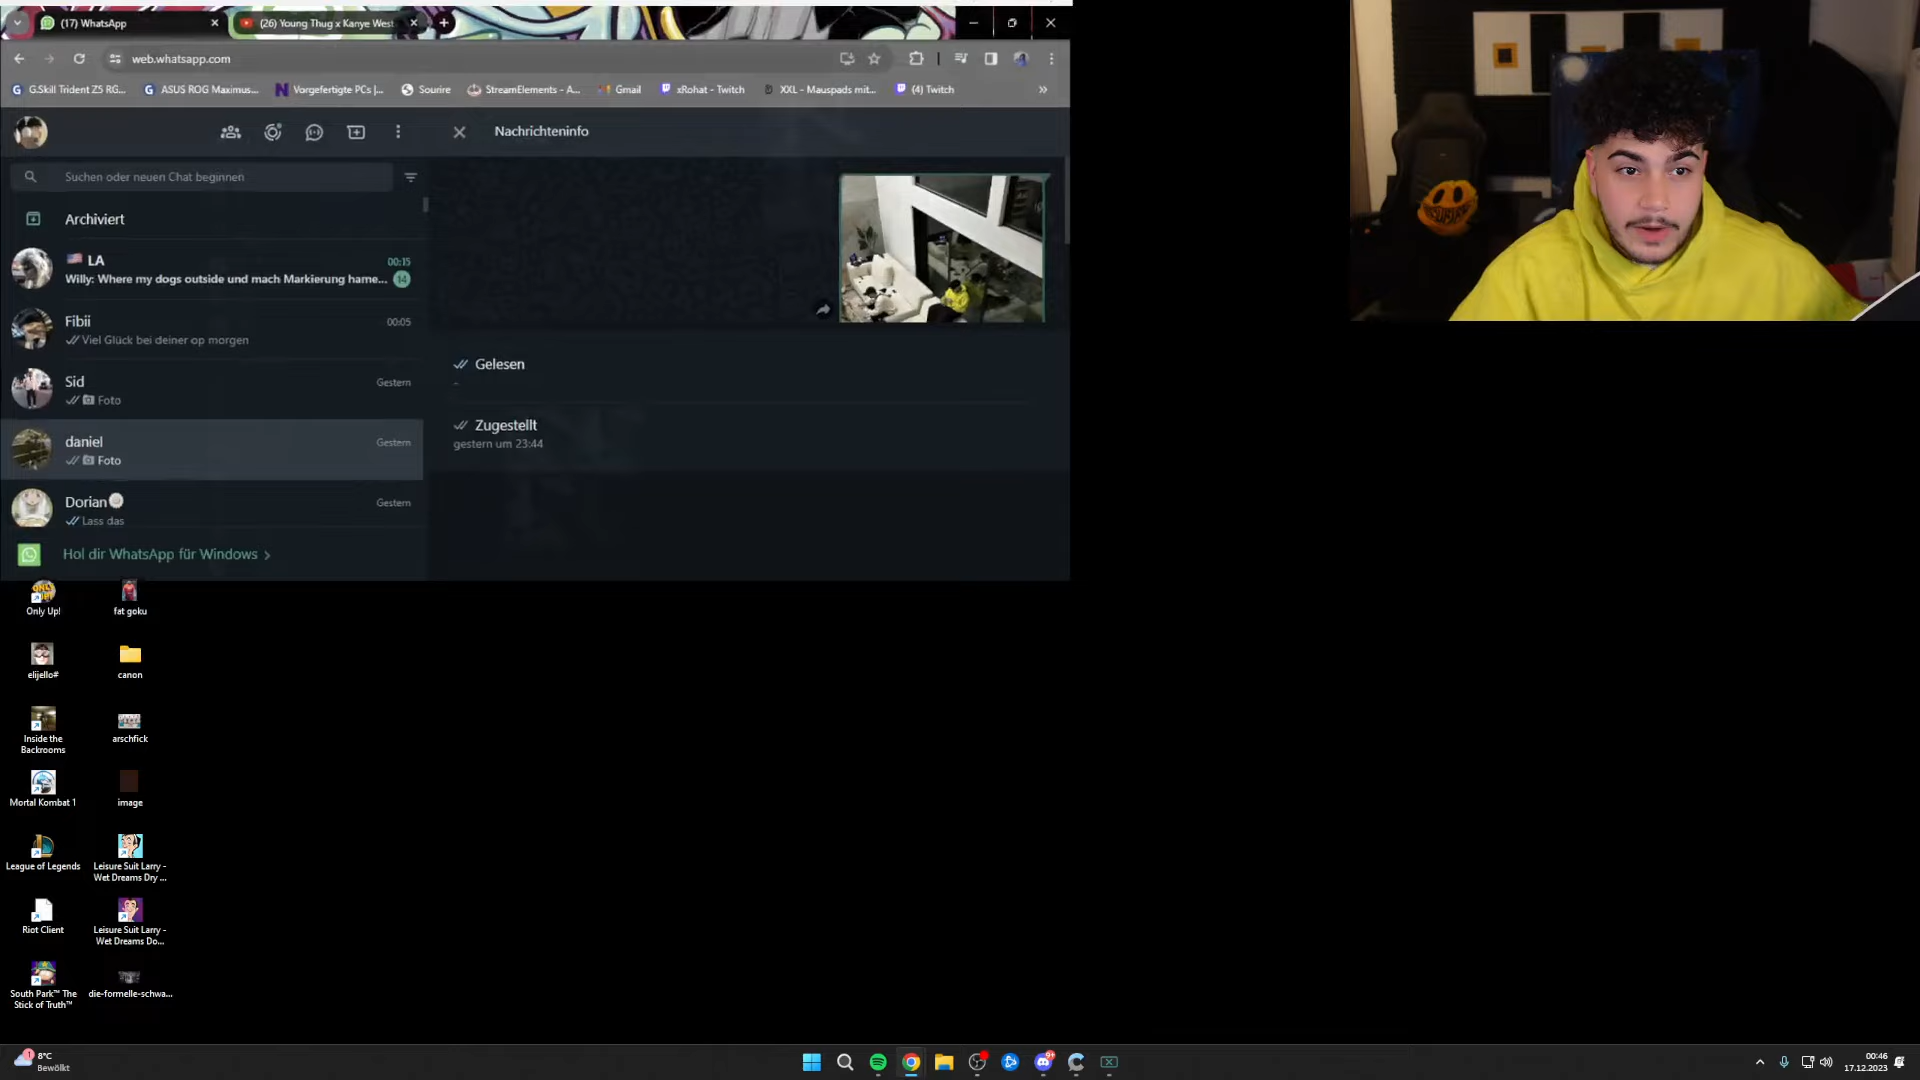 (17) WhatsApp
(26) Young Thug x Kanye West
web.whatsapp.com
G.Skill Trident Z5 RG...
ASUS ROG Maximus...
Vorgefertigte PCs |...
Sourire
StreamElements - A...
Gmail
xRohat - Twitch
XXL - Mauspads mit...
(4) Twitch
Nachrichteninfo
Suchen oder neuen Chat beginnen
Archiviert
LA
00:15
Willy: Where my dogs outside und mach Markierung hame...
14
Fibii
00:05
Viel Glück bei deiner op morgen
Sid
Gestern
Foto
daniel
Gestern
Foto
Dorian
Gestern
Lass das
Hol dir WhatsApp für Windows
Gelesen
Zugestellt
gestern um 23:44
Only Up!
fat goku
elijello#
canon
Inside the
Backrooms
arschfick
Mortal Kombat 1
image
League of Legends
Leisure Suit Larry -
Wet Dreams Dry ...
Riot Client
Leisure Suit Larry -
Wet Dreams Do...
South Park™ The
Stick of Truth™
die-formelle-schwa...
1
8°C
Bewölkt
00:46
17.12.2023